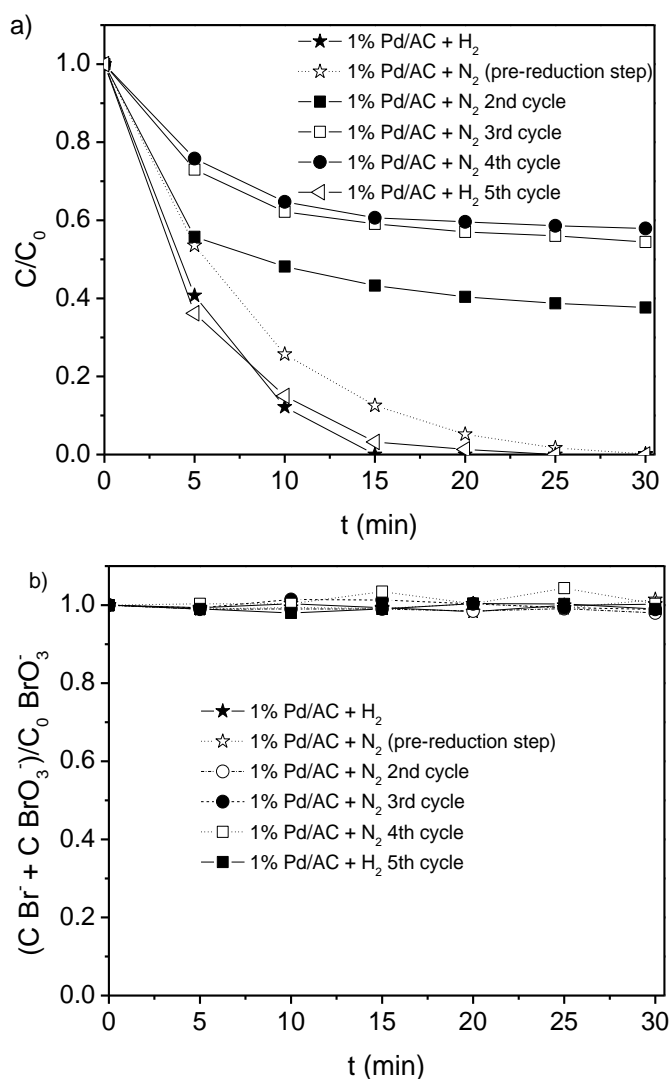 a)
1% Pd/AC + H₂
1% Pd/AC + N₂ (pre-reduction step)
1% Pd/AC + N₂ 2nd cycle
1% Pd/AC + N₂ 3rd cycle
1% Pd/AC + N₂ 4th cycle
1% Pd/AC + H₂ 5th cycle
C/C₀
1.0
0.8
0.6
0.4
0.2
0.0
0 5 10 15 20 25 30
t (min)
b)
1% Pd/AC + H₂
1% Pd/AC + N₂ (pre-reduction step)
1% Pd/AC + N₂ 2nd cycle
1% Pd/AC + N₂ 3rd cycle
1% Pd/AC + N₂ 4th cycle
1% Pd/AC + H₂ 5th cycle
(C Br⁻ + C BrO₃⁻)/C₀ BrO₃⁻
1.0
0.8
0.6
0.4
0.2
0.0
0 5 10 15 20 25 30
t (min)